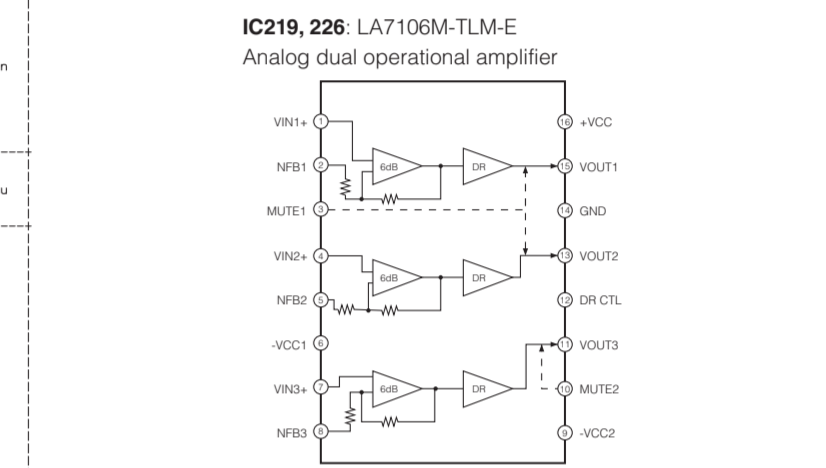 IC219, 226: LA7106M-TLM-E
Analog dual operational amplifier
n
u
VIN1+ 1
NFB1 2
MUTE1 3
VIN2+ 4
NFB2 5
-VCC1 6
VIN3+ 7
NFB3 8
6dB DR
6dB DR
6dB DR
16 +VCC
15 VOUT1
14 GND
13 VOUT2
12 DR CTL
11 VOUT3
10 MUTE2
9 -VCC2